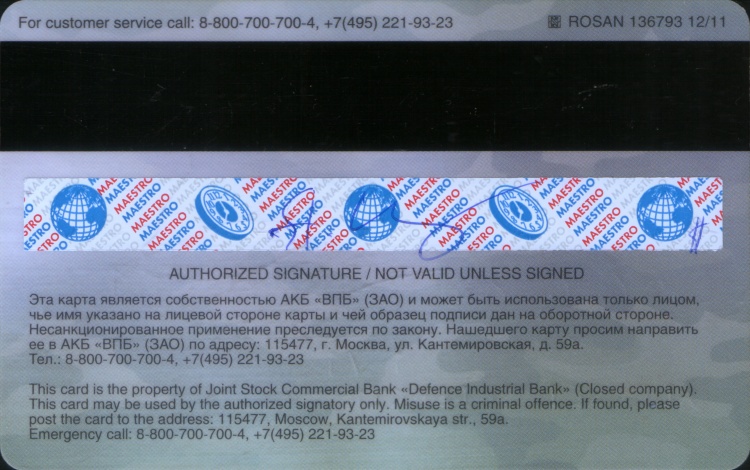 For customer service call: 8-800-700-700-4, +7(495) 221-93-23
ROSAN 136793 12/11
MAESTRO MAESTRO MAESTRO MAESTRO MAESTRO
AUTHORIZED SIGNATURE / NOT VALID UNLESS SIGNED
Эта карта является собственностью АКБ «ВПБ» (ЗАО) и может быть использована только лицом,
чье имя указано на лицевой стороне карты и чей образец подписи дан на оборотной стороне.
Несанкционированное применение преследуется по закону. Нашедшего карту просим направить
ее в АКБ «ВПБ» (ЗАО) по адресу: 115477, г. Москва, ул. Кантемировская, д. 59а.
Тел.: 8-800-700-700-4, +7(495) 221-93-23
This card is the property of Joint Stock Commercial Bank «Defence Industrial Bank» (Closed company).
This card may be used by the authorized signatory only. Misuse is a criminal offence. If found, please
post the card to the address: 115477, Moscow, Kantemirovskaya str., 59a.
Emergency call: 8-800-700-700-4, +7(495) 221-93-23